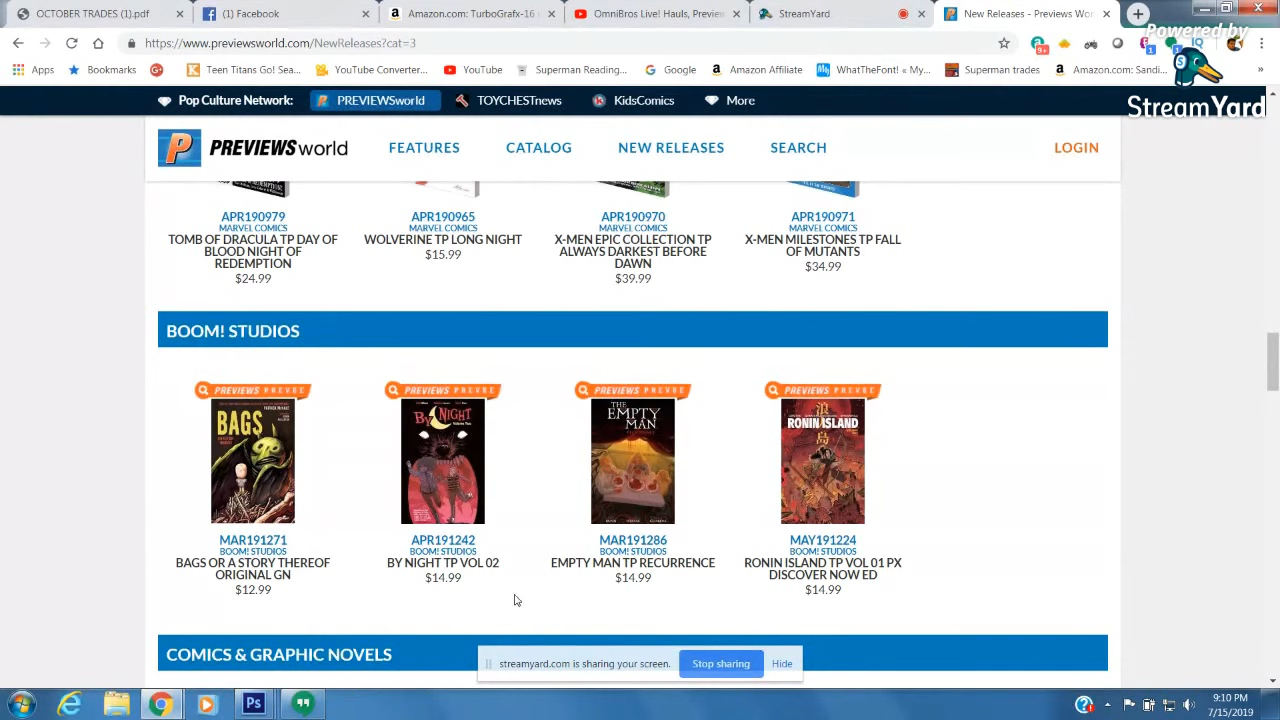 OCTOBER TRADES (1).pdf
(1) Facebook
Amazon.com: Turbolink-16
OmniBros Live! Hauls, Preview
StreamYard
New Releases - Previews Wo
https://www.previewsworld.com/NewReleases?cat=3
9+
1
1
Powered by
StreamYard
Apps
Bookmarks
Teen Titans Go! Sea...
YouTube Converter...
YouTube
Superman Reading...
Google
Amazon Affiliate
WhatTheFont! « My...
Superman trades
Amazon.com: Sandi...
»
Pop Culture Network:
PREVIEWSworld
TOYCHESTnews
KidsComics
More
PREVIEWSworld
FEATURES
CATALOG
NEW RELEASES
SEARCH
LOGIN
APR190979
MARVEL COMICS
TOMB OF DRACULA TP DAY OF
BLOOD NIGHT OF
REDEMPTION
$24.99
APR190965
MARVEL COMICS
WOLVERINE TP LONG NIGHT
$15.99
APR190970
MARVEL COMICS
X-MEN EPIC COLLECTION TP
ALWAYS DARKEST BEFORE
DAWN
$39.99
APR190971
MARVEL COMICS
X-MEN MILESTONES TP FALL
OF MUTANTS
$34.99
BOOM! STUDIOS
PREVIEWS PREVUE
BAGS
MAR191271
BOOM! STUDIOS
BAGS OR A STORY THEREOF
ORIGINAL GN
$12.99
PREVIEWS PREVUE
BY NIGHT
APR191242
BOOM! STUDIOS
BY NIGHT TP VOL 02
$14.99
PREVIEWS PREVUE
THE
EMPTY
MAN
MAR191286
BOOM! STUDIOS
EMPTY MAN TP RECURRENCE
$14.99
PREVIEWS PREVUE
RONIN ISLAND
MAY191224
BOOM! STUDIOS
RONIN ISLAND TP VOL 01 PX
DISCOVER NOW ED
$14.99
COMICS & GRAPHIC NOVELS
streamyard.com is sharing your screen.
Stop sharing
Hide
Ps
9:10 PM
7/15/2019